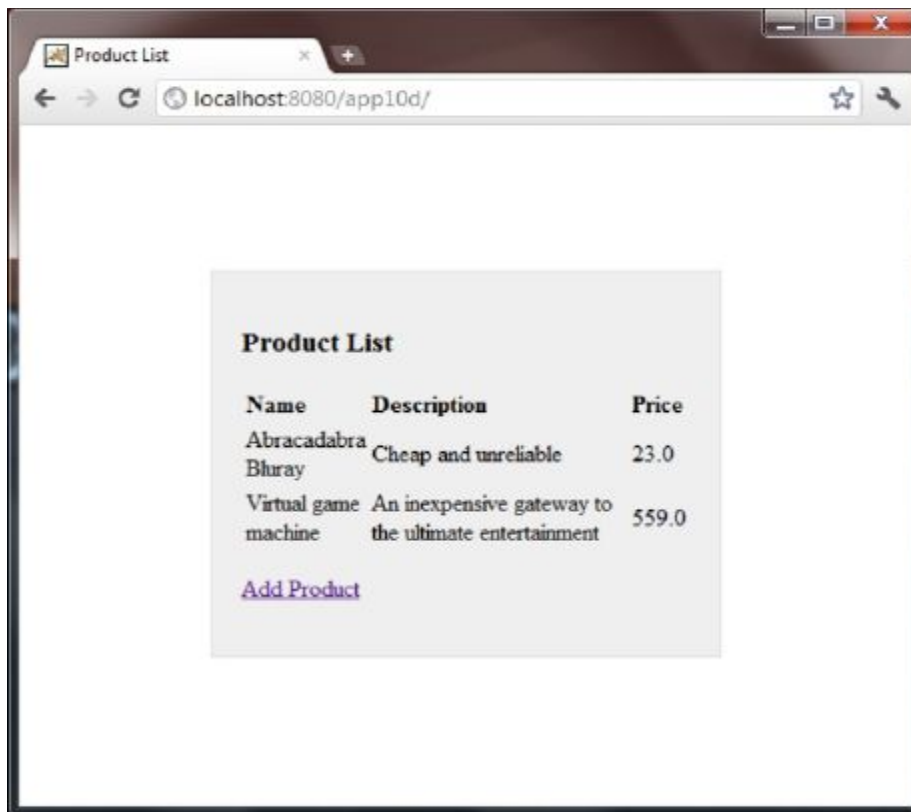 Product List
localhost:8080/app10d/
Product List
Name Description Price
Abracadabra Bluray Cheap and unreliable 23.0
Virtual game machine An inexpensive gateway to the ultimate entertainment 559.0
Add Product